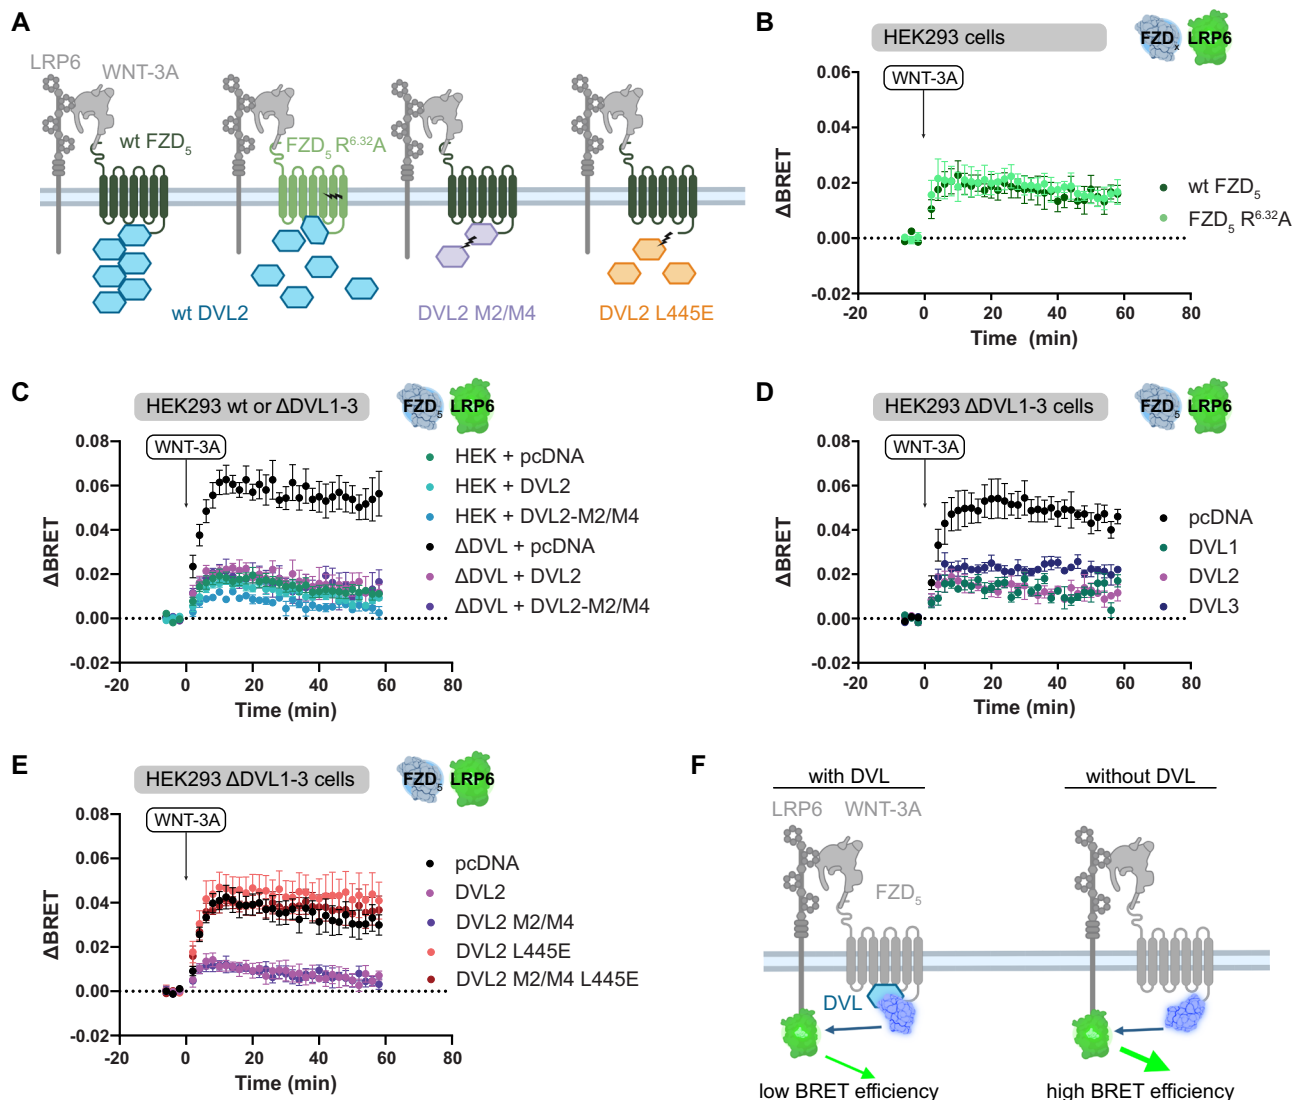 A
LRP6
WNT-3A
wt FZD5
FZD5 R6.32A
wt DVL2
DVL2 M2/M4
DVL2 L445E
B
HEK293 cells
FZDx LRP6
WNT-3A
0.06
0.04
0.02
0.00
-0.02
ΔBRET
-20 0 20 40 60 80
Time (min)
wt FZD5
FZD5 R6.32A
C
HEK293 wt or ΔDVL1-3
FZD5 LRP6
WNT-3A
0.08
0.06
0.04
0.02
0.00
-0.02
ΔBRET
-20 0 20 40 60 80
Time (min)
HEK + pcDNA
HEK + DVL2
HEK + DVL2-M2/M4
ΔDVL + pcDNA
ΔDVL + DVL2
ΔDVL + DVL2-M2/M4
D
HEK293 ΔDVL1-3 cells
FZD5 LRP6
WNT-3A
0.08
0.06
0.04
0.02
0.00
-0.02
ΔBRET
-20 0 20 40 60 80
Time (min)
pcDNA
DVL1
DVL2
DVL3
E
HEK293 ΔDVL1-3 cells
FZD5 LRP6
WNT-3A
0.08
0.06
0.04
0.02
0.00
-0.02
ΔBRET
-20 0 20 40 60 80
Time (min)
pcDNA
DVL2
DVL2 M2/M4
DVL2 L445E
DVL2 M2/M4 L445E
F
with DVL
without DVL
LRP6
WNT-3A
FZD5
DVL
low BRET efficiency
high BRET efficiency